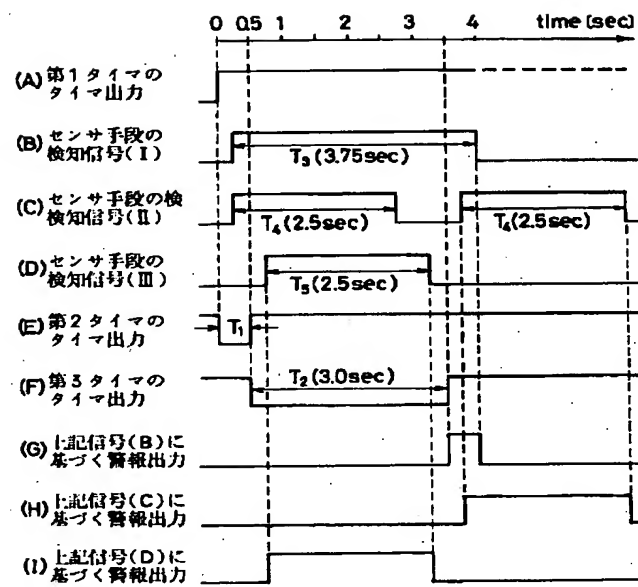 0 0.5 1 2 3 4 time [sec]
(A) 第1タイマの
タイマ出力
(B) センサ手段の
検知信号(I)
T₃(3.75sec)
(C) センサ手段の検
検知信号(II)
T₄(2.5sec)
T₄(2.5sec)
(D) センサ手段の
検知信号(III)
T₅(2.5sec)
(E) 第2タイマの
タイマ出力
T₁
(F) 第3タイマの
タイマ出力
T₂(3.0sec)
(G) 上記信号(B)に
基づく警報出力
(H) 上記信号(C)に
基づく警報出力
(I) 上記信号(D)に
基づく警報出力